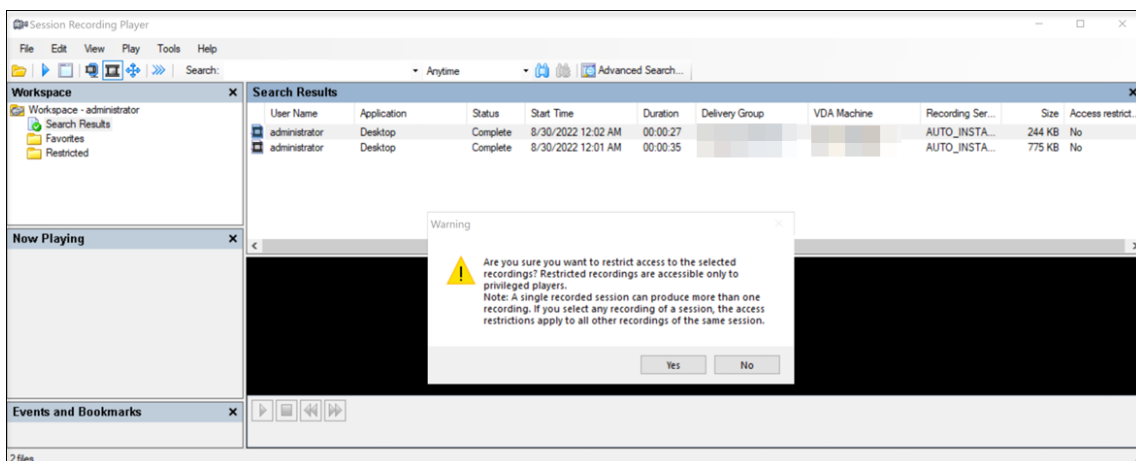 Session Recording Player
File Edit View Play Tools Help
Search: Anytime Advanced Search...
Workspace
Workspace - administrator
Search Results
Favorites
Restricted
Now Playing
Events and Bookmarks
Search Results
User Name Application Status Start Time Duration Delivery Group VDA Machine Recording Ser... Size Access restrict...
administrator Desktop Complete 8/30/2022 12:02 AM 00:00:27 AUTO_INSTA... 244 KB No
administrator Desktop Complete 8/30/2022 12:01 AM 00:00:35 AUTO_INSTA... 775 KB No
Warning
Are you sure you want to restrict access to the selected
recordings? Restricted recordings are accessible only to
privileged players.
Note: A single recorded session can produce more than one
recording. If you select any recording of a session, the access
restrictions apply to all other recordings of the same session.
Yes No
2 files